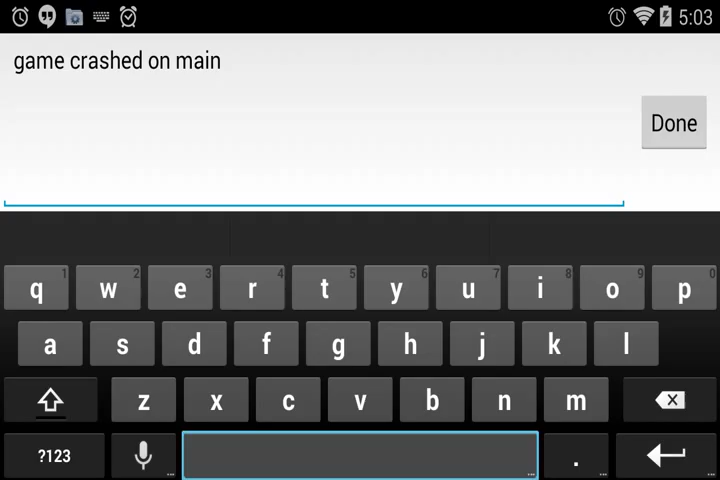 5:03
game crashed on main
Done
q 1 w 2 e 3 r 4 t 5 y 6 u 7 i 8 o 9 p 0
a s d f g h j k l
z x c v b n m
?123 ... . ... ... ...